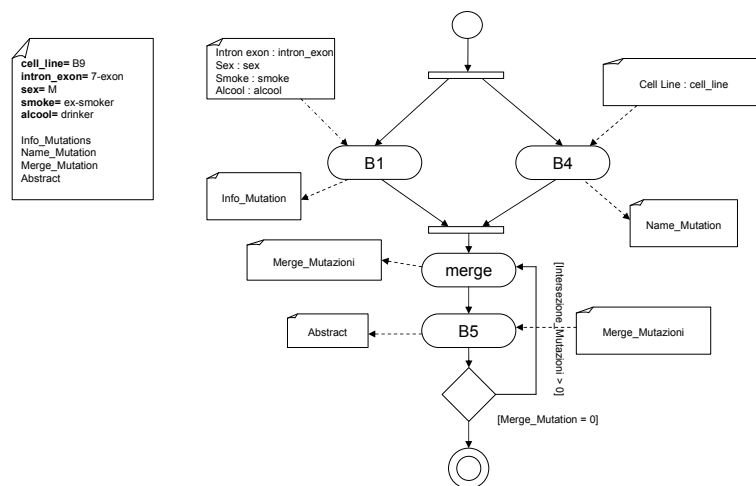 cell_line= B9
intron_exon= 7-exon
sex= M
smoke= ex-smoker
alcool= drinker
Info_Mutations
Name_Mutation
Merge_Mutation
Abstract
Intron exon : intron_exon
Sex : sex
Smoke : smoke
Alcool : alcool
Cell Line : cell_line
B1
B4
Info_Mutation
Name_Mutation
Merge_Mutazioni
merge
[Intersezione_Mutazioni > 0]
Abstract
B5
Merge_Mutazioni
[Merge_Mutation = 0]